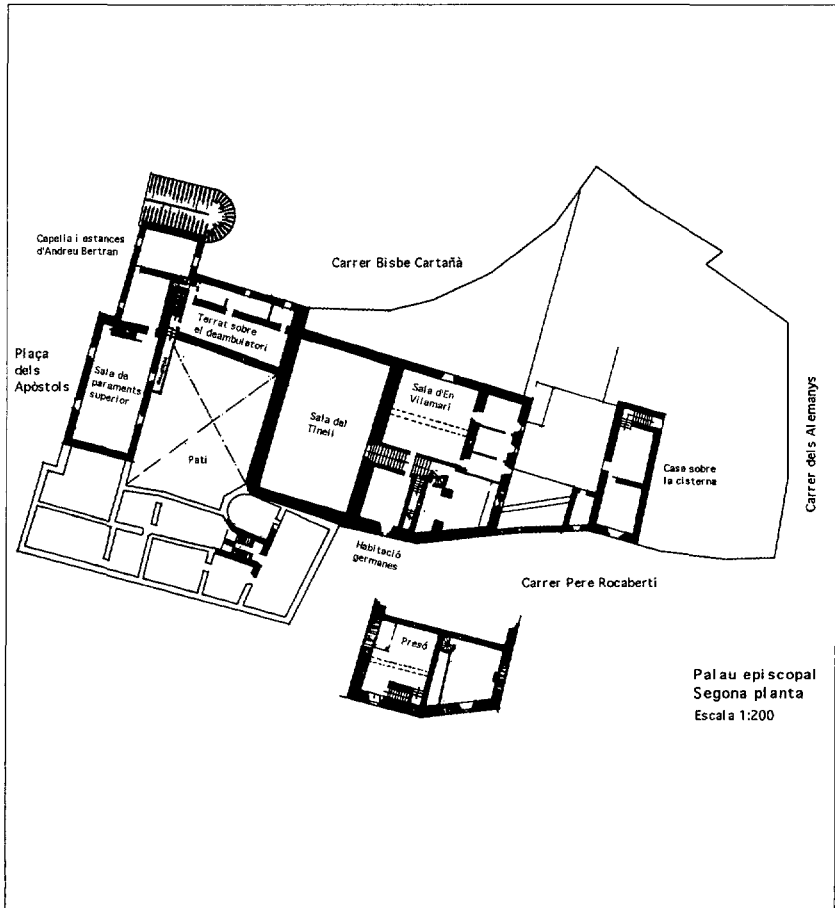 Capella i estances
d'Andreu Bertran
Carrer Bisbe Cartañà
Terrat sobre
el deambulatori
Plaça
dels
Apòstols
Sala de
paraments
superior
Sala del
Tinell
Sala d'En
Vilamarí
Pati
Casa sobre
la cisterna
Carrer dels Alemanys
Habitació
germanes
Carrer Pere Rocabertí
Presó
Palau episcopal
Segona planta
Escala 1:200